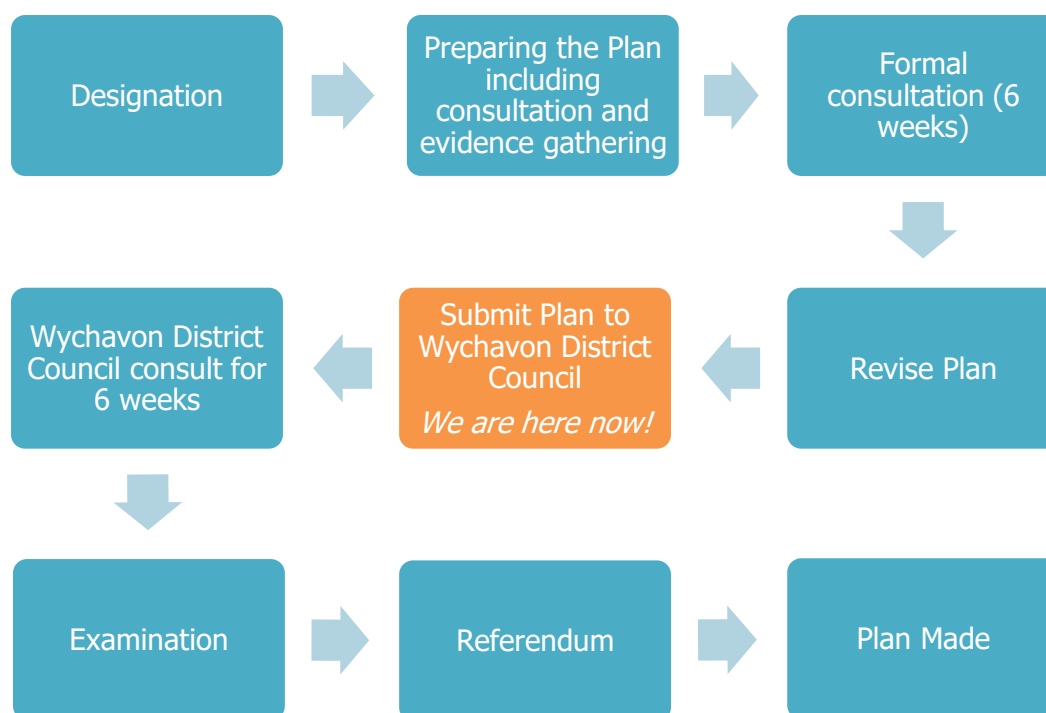 Designation
Preparing the Plan
including
consultation and
evidence gathering
Formal
consultation (6
weeks)
Revise Plan
Submit Plan to
Wychavon District
Council
We are here now!
Wychavon District
Council consult for
6 weeks
Examination
Referendum
Plan Made